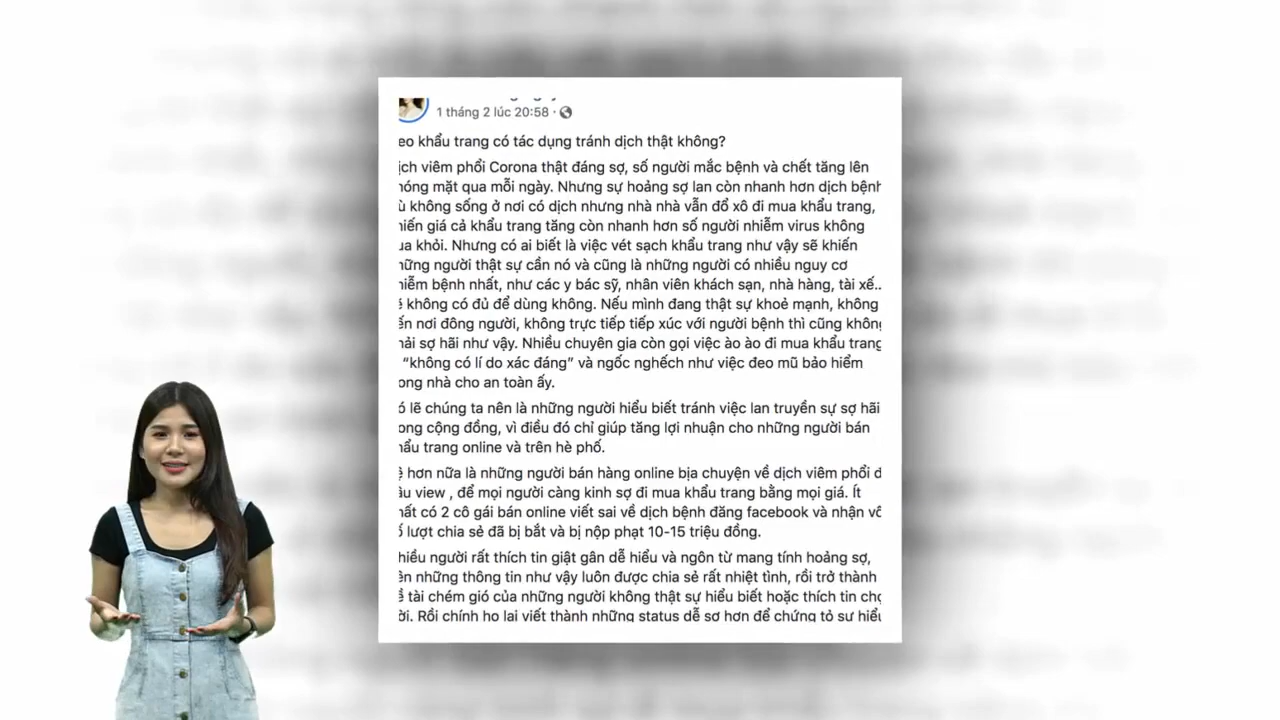 1 tháng 2 lúc 20:58 ·
eo khẩu trang có tác dụng tránh dịch thật không?
ịch viêm phổi Corona thật đáng sợ, số người mắc bệnh và chết tăng lên
hóng mặt qua mỗi ngày. Nhưng sự hoảng sợ lan còn nhanh hơn dịch bệnh
ù không sống ở nơi có dịch nhưng nhà nhà vẫn đổ xô đi mua khẩu trang,
hiến giá cả khẩu trang tăng còn nhanh hơn số người nhiễm virus không
ua khỏi. Nhưng có ai biết là việc vét sạch khẩu trang như vậy sẽ khiến
hững người thật sự cần nó và cũng là những người có nhiều nguy cơ
hiễm bệnh nhất, như các y bác sỹ, nhân viên khách sạn, nhà hàng, tài xế..
ẽ không có đủ để dùng không. Nếu mình đang thật sự khoẻ mạnh, không
ến nơi đông người, không trực tiếp tiếp xúc với người bệnh thì cũng không
hải sợ hãi như vậy. Nhiều chuyên gia còn gọi việc ào ào đi mua khẩu trang
"không có lí do xác đáng" và ngốc nghếch như việc đeo mũ bảo hiểm
ong nhà cho an toàn ấy.
ó lẽ chúng ta nên là những người hiểu biết tránh việc lan truyền sự sợ hãi
ong cộng đồng, vì điều đó chỉ giúp tăng lợi nhuận cho những người bán
hẩu trang online và trên hè phố.
ệ hơn nữa là những người bán hàng online bịa chuyện về dịch viêm phổi đ
âu view , để mọi người càng kinh sợ đi mua khẩu trang bằng mọi giá. Ít
hất có 2 cô gái bán online viết sai về dịch bệnh đăng facebook và nhận vô
ố lượt chia sẻ đã bị bắt và bị nộp phạt 10-15 triệu đồng.
hiều người rất thích tin giật gân dễ hiểu và ngôn từ mang tính hoảng sợ,
ên những thông tin như vậy luôn được chia sẻ rất nhiệt tình, rồi trở thành
ề tài chém gió của những người không thật sự hiểu biết hoặc thích tin chọ
ời. Rồi chính họ lại viết thành những status dễ sợ hơn để chứng tỏ sự hiểu